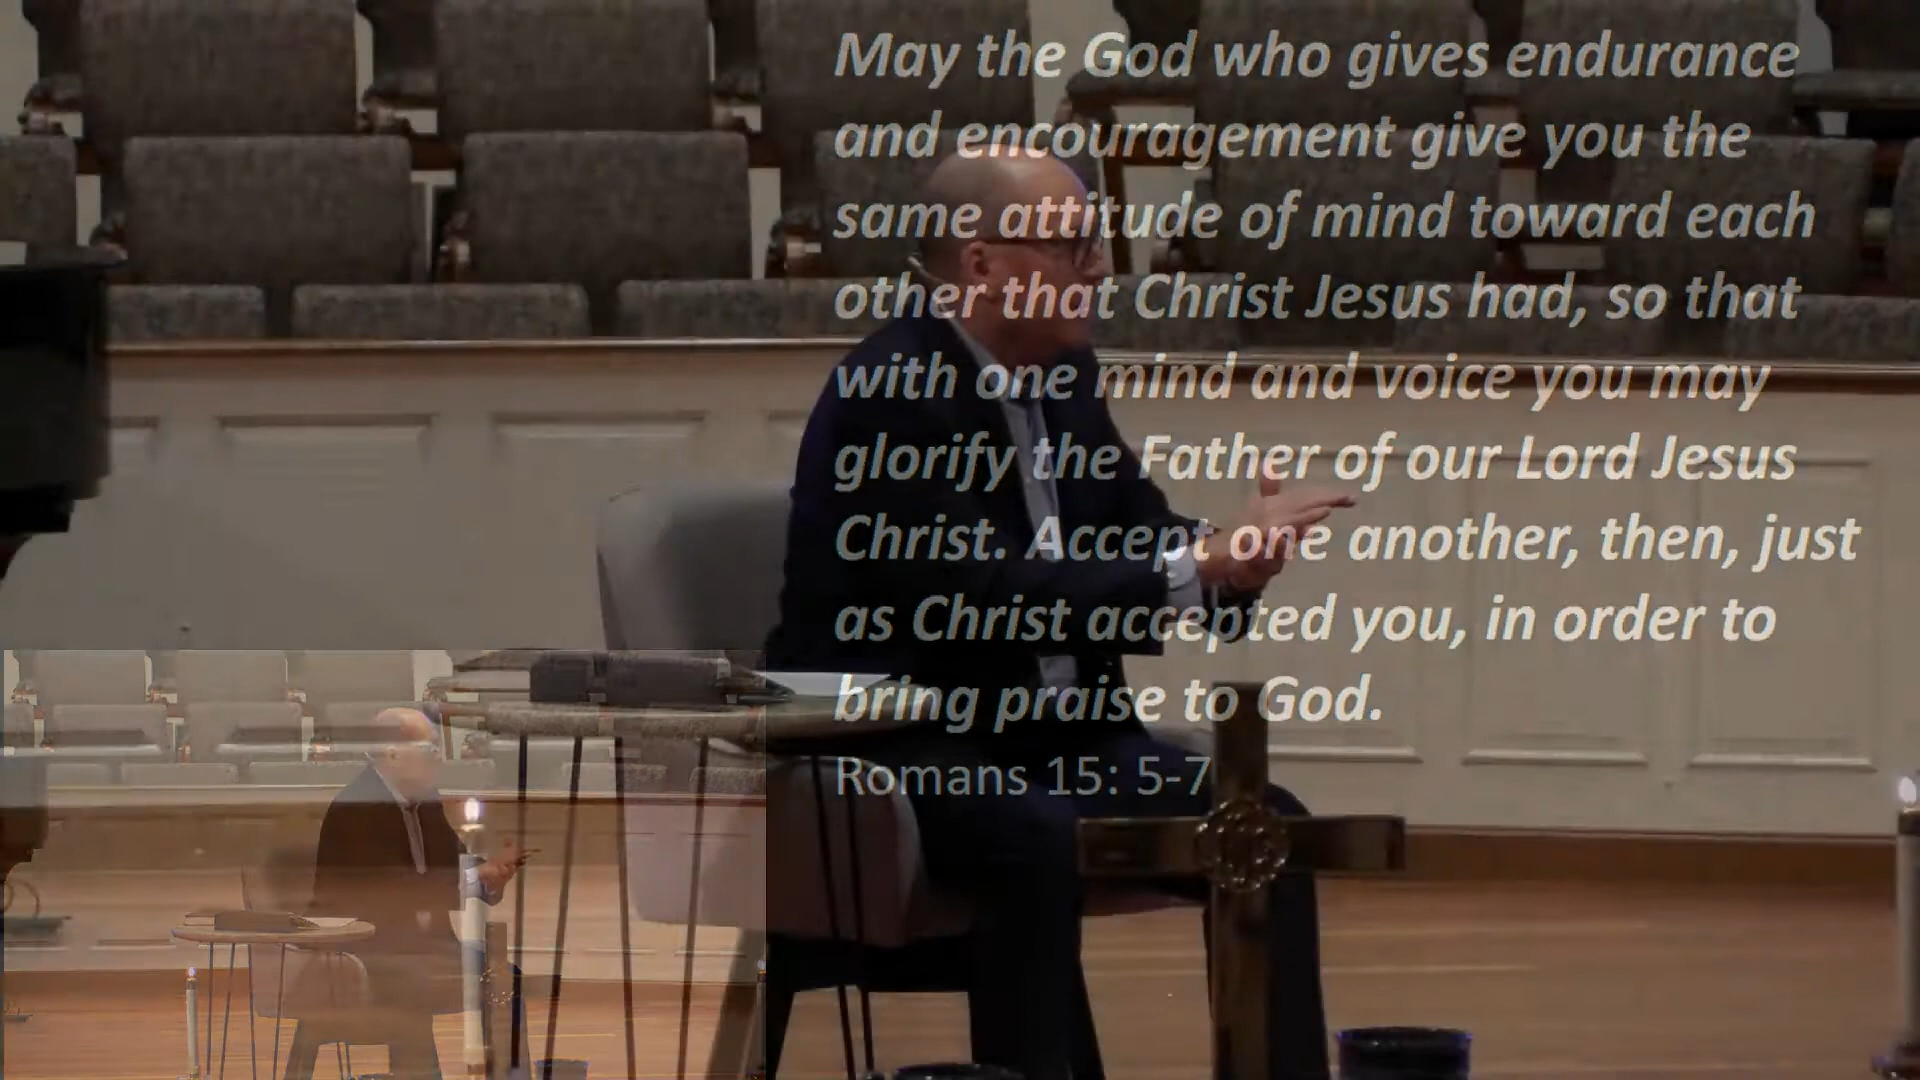 May the God who gives endurance
and encouragement give you the
same attitude of mind toward each
other that Christ Jesus had, so that
with one mind and voice you may
glorify the Father of our Lord Jesus
Christ. Accept one another, then, just
as Christ accepted you, in order to
bring praise to God.
Romans 15: 5-7